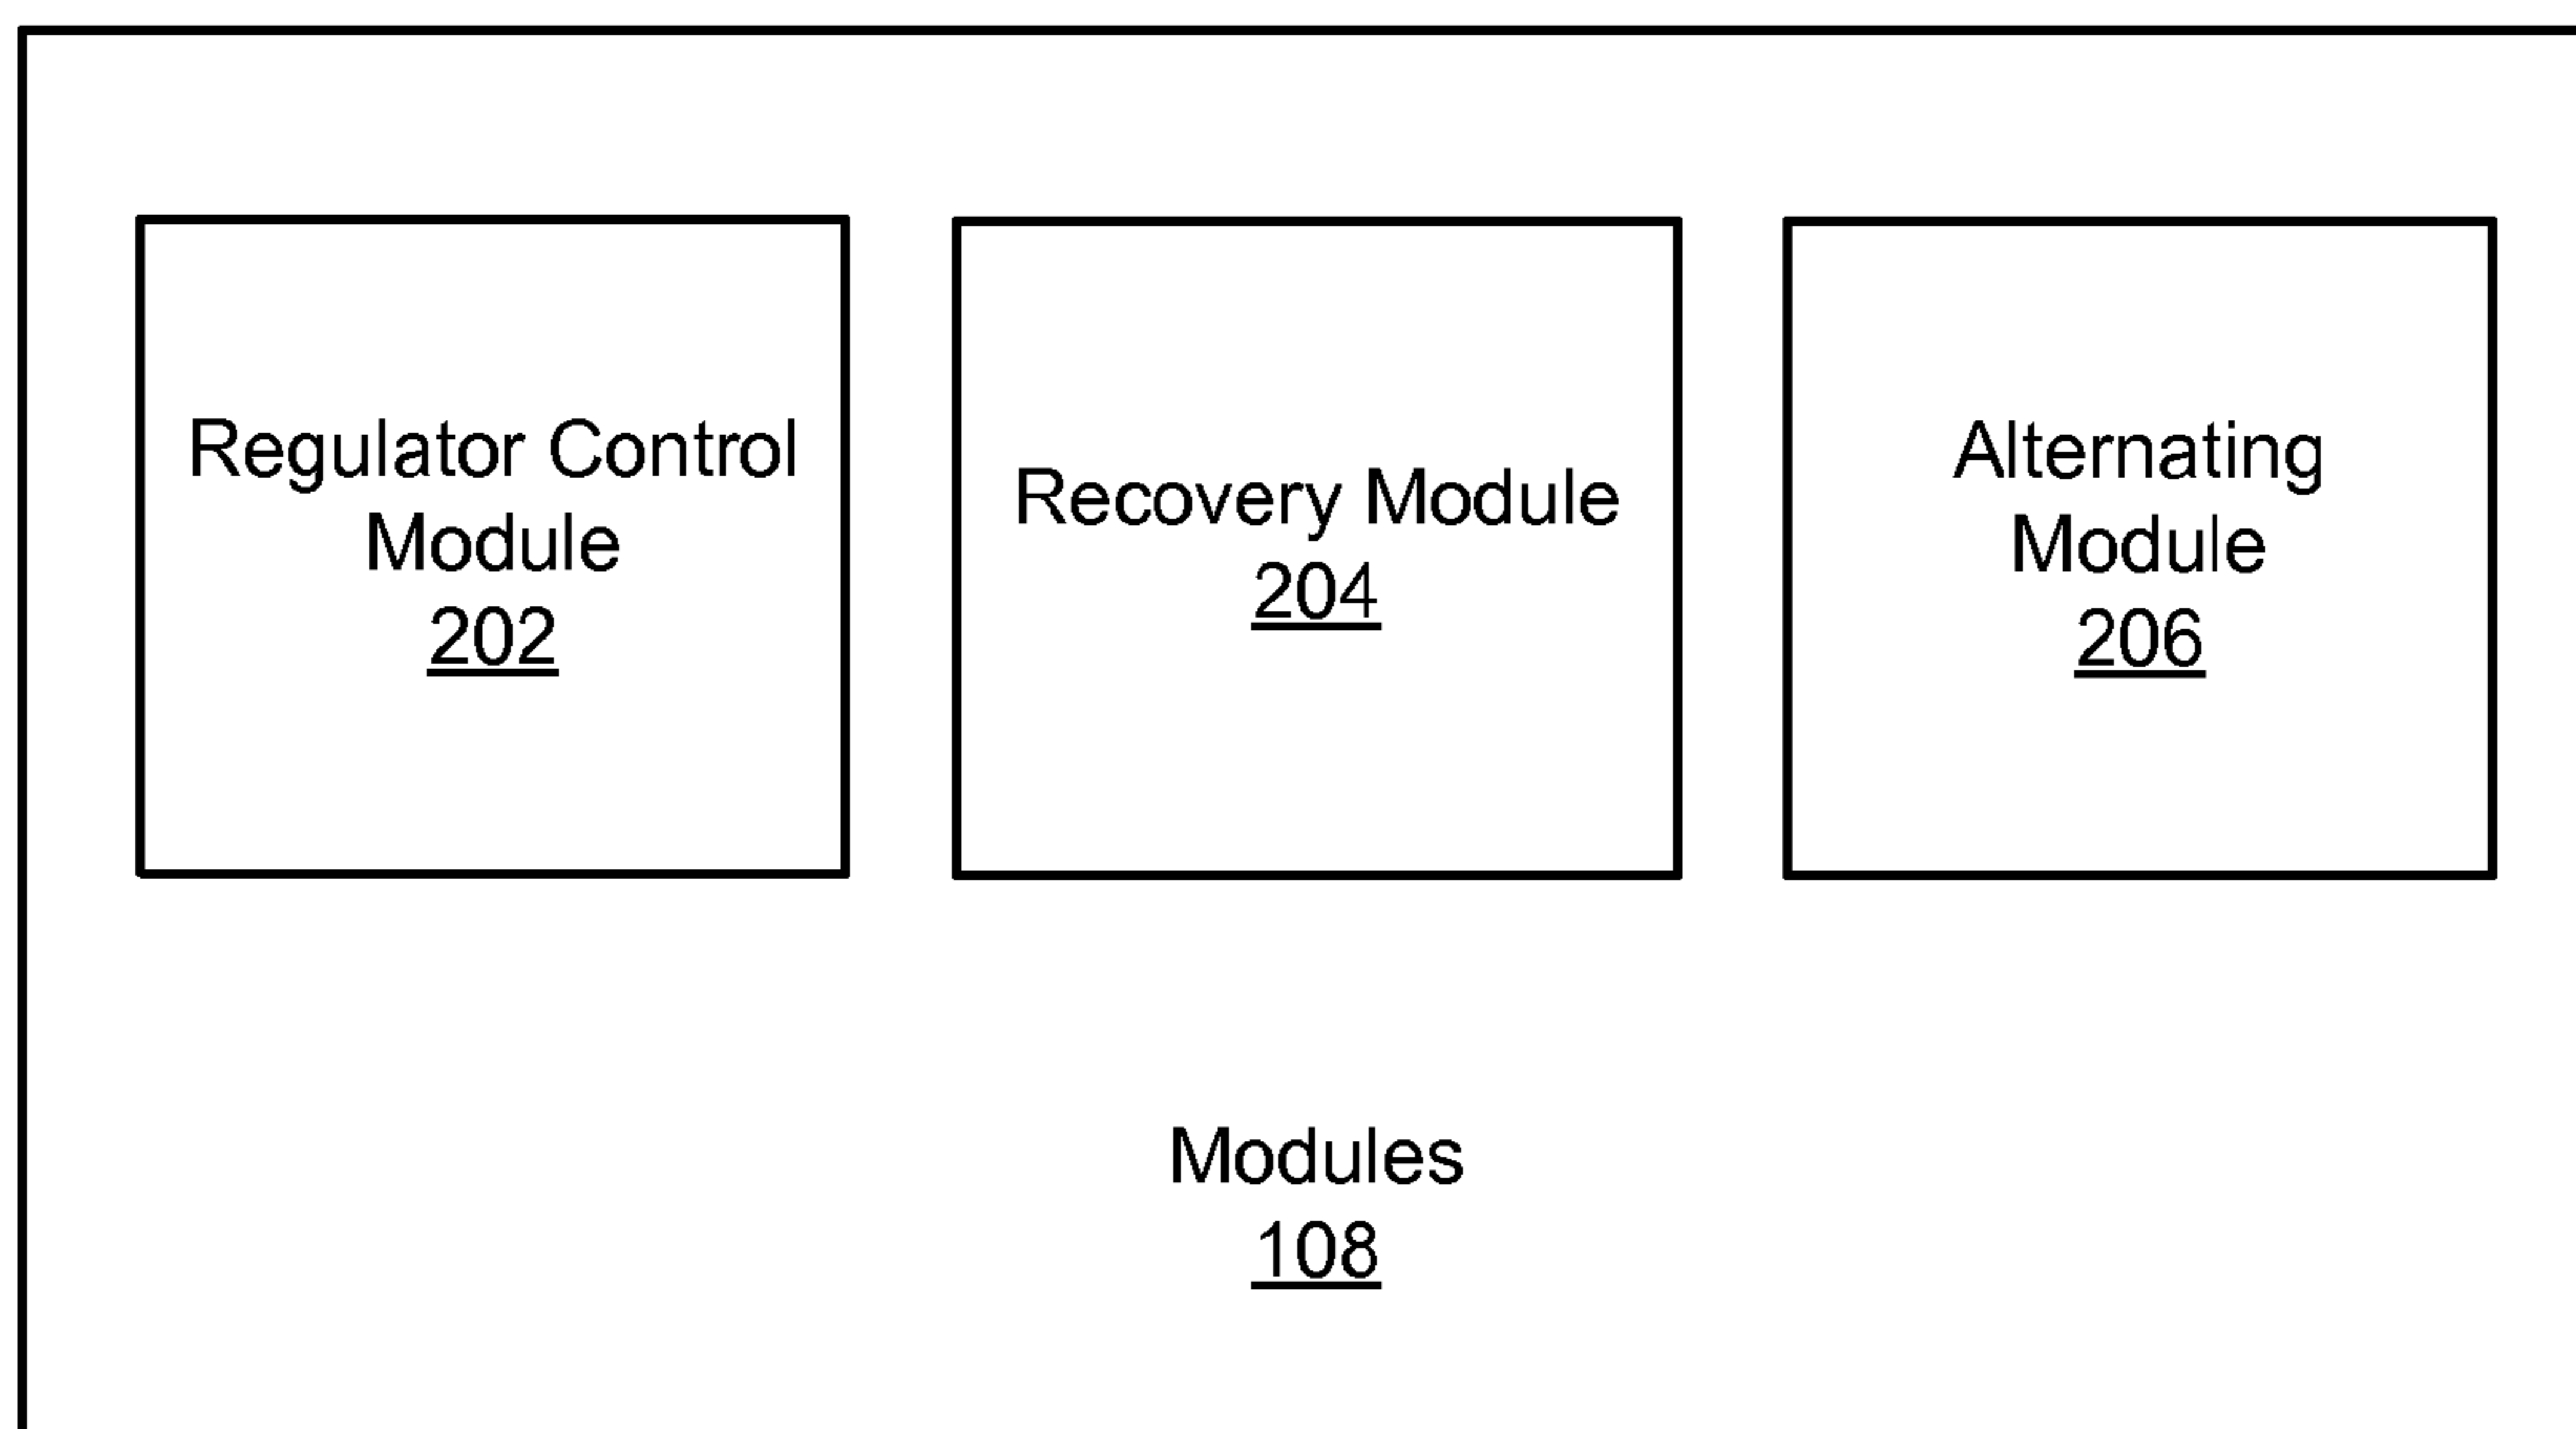 Regulator Control
Module
202
Recovery Module
204
Alternating
Module
206
Modules
108